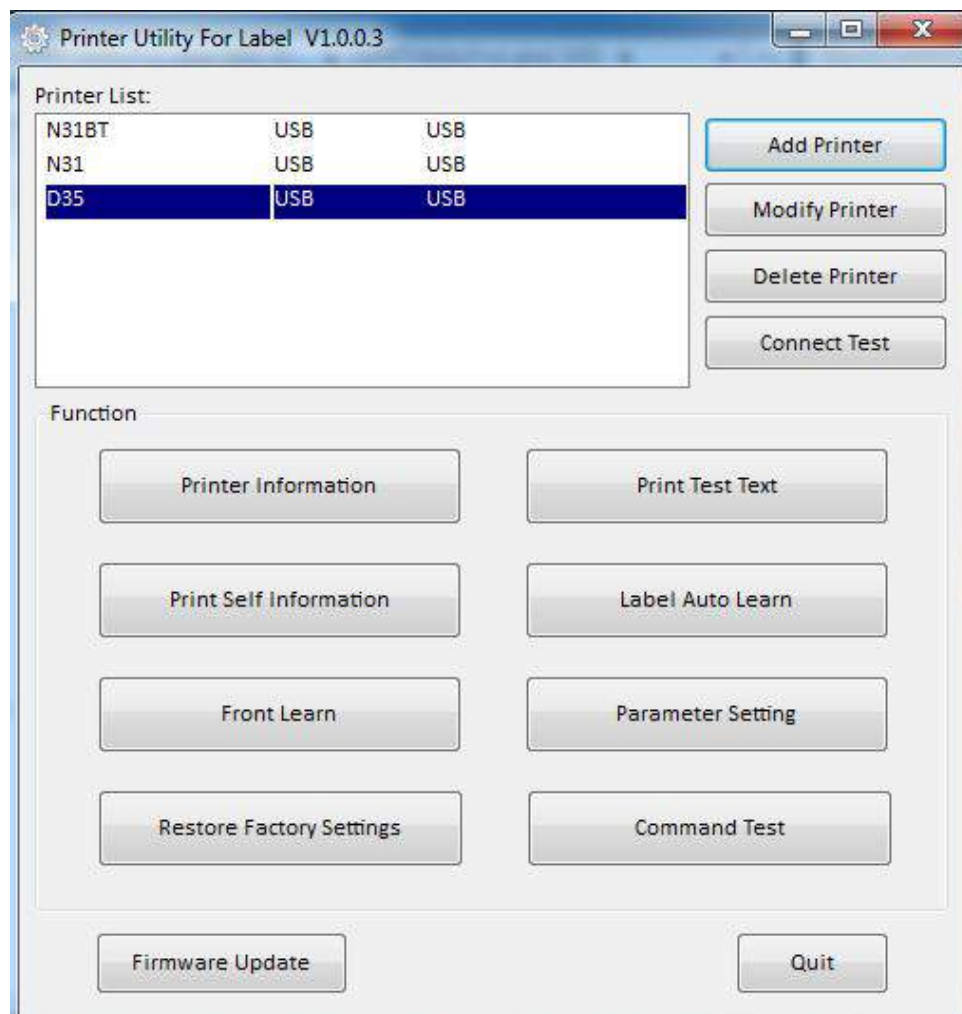 Printer Utility For Label V1.0.0.3
Printer List:
N31BT USB USB
Add Printer
N31 USB USB
D35 USB USB
Modify Printer
Delete Printer
Connect Test
Function
Printer Information
Print Test Text
Print Self Information
Label Auto Learn
Front Learn
Parameter Setting
Restore Factory Settings
Command Test
Firmware Update
Quit